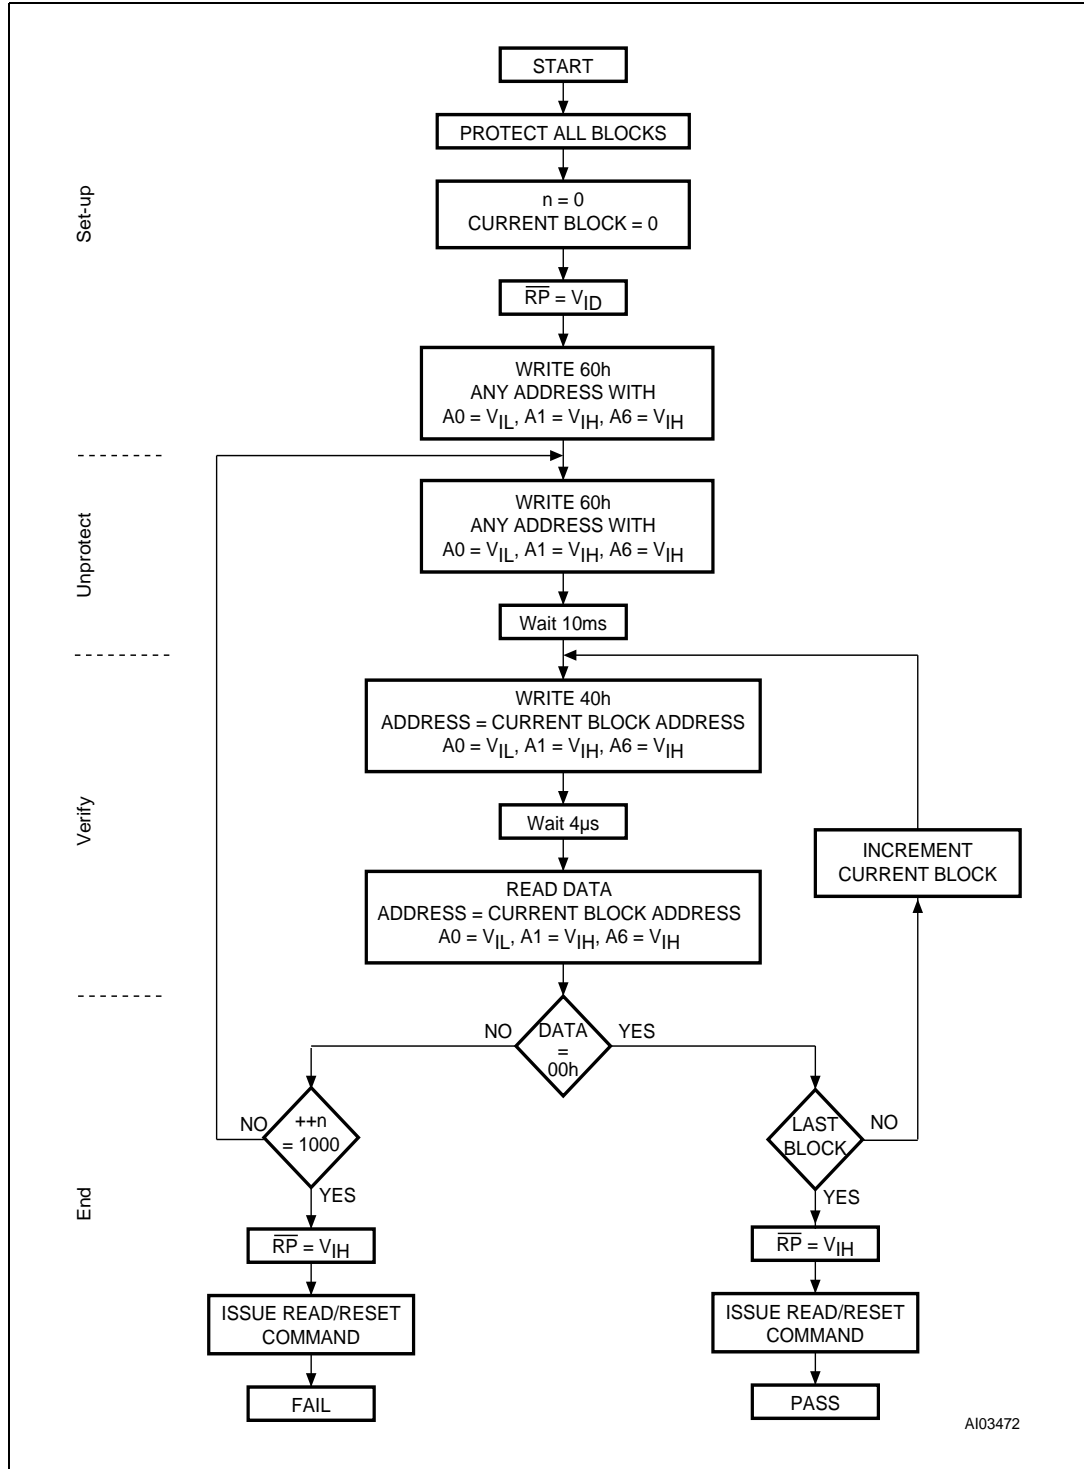 START
PROTECT ALL BLOCKS
Set-up
n = 0
CURRENT BLOCK = 0
RP = VID
WRITE 60h
ANY ADDRESS WITH
A0 = VIL, A1 = VIH, A6 = VIH
Unprotect
WRITE 60h
ANY ADDRESS WITH
A0 = VIL, A1 = VIH, A6 = VIH
Wait 10ms
Verify
WRITE 40h
ADDRESS = CURRENT BLOCK ADDRESS
A0 = VIL, A1 = VIH, A6 = VIH
Wait 4µs
INCREMENT
CURRENT BLOCK
READ DATA
ADDRESS = CURRENT BLOCK ADDRESS
A0 = VIL, A1 = VIH, A6 = VIH
End
NO
DATA
=
00h
YES
NO
++n
= 1000
YES
LAST
BLOCK
NO
YES
RP = VIH
RP = VIH
ISSUE READ/RESET
COMMAND
ISSUE READ/RESET
COMMAND
FAIL
PASS
AI03472